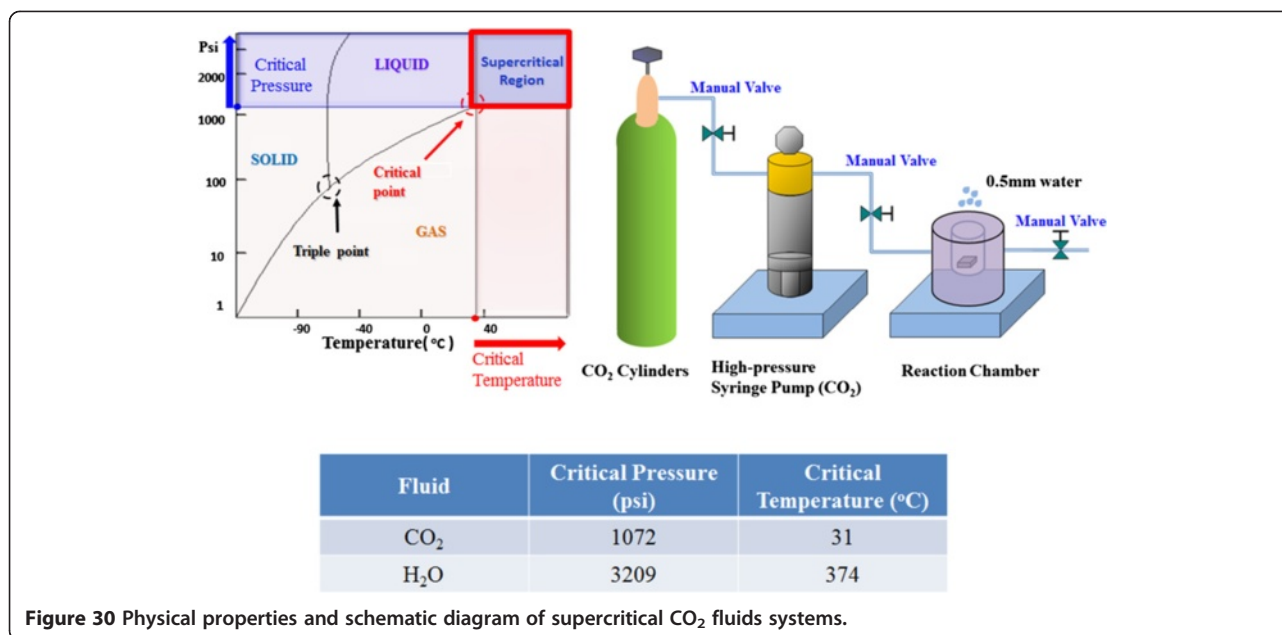 Psi
2000
1000
100
10
1
Critical
Pressure
LIQUID
Supercritical
Region
SOLID
Critical
point
GAS
Triple point
-90
-40
0
40
Temperature(°C)
Critical
Temperature
Manual Valve
Manual Valve
0.5mm water
Manual Valve
CO₂ Cylinders
High-pressure
Syringe Pump (CO₂)
Reaction Chamber
Fluid Critical Pressure (psi) Critical Temperature (°C)
CO₂ 1072 31
H₂O 3209 374
Figure 30 Physical properties and schematic diagram of supercritical CO₂ fluids systems.